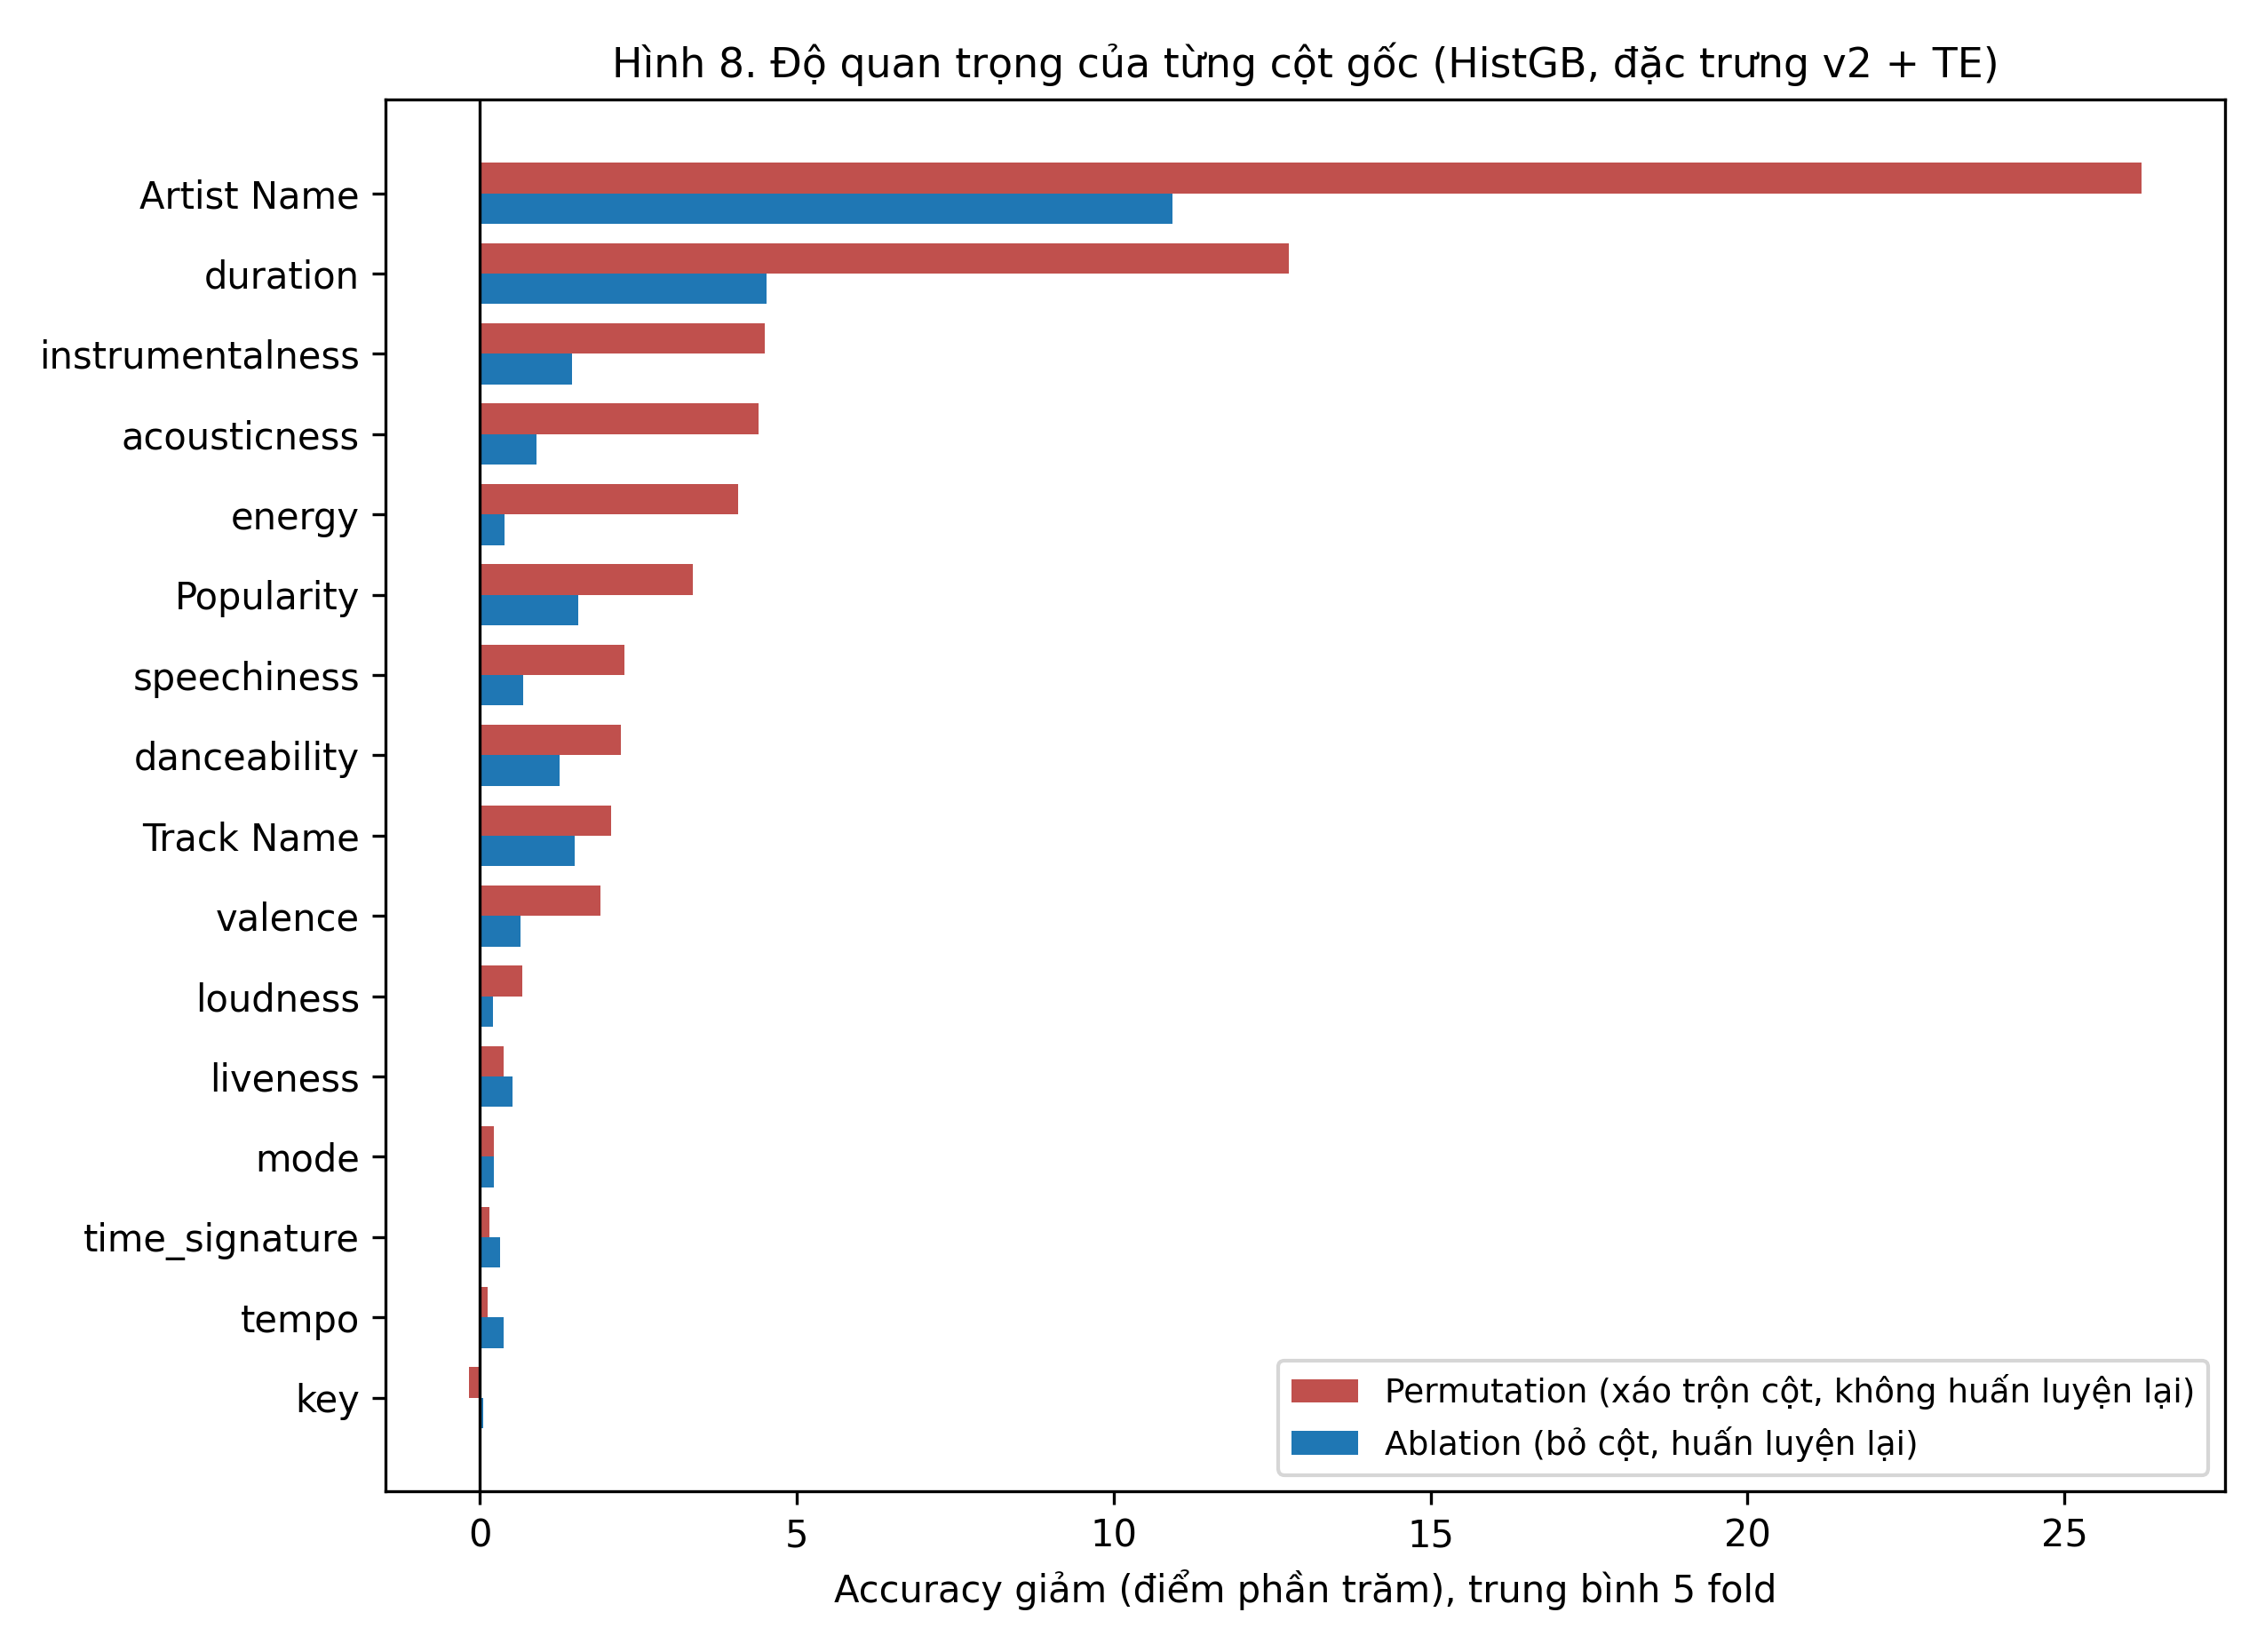 Hình 8. Độ quan trọng của từng cột gốc (HistGB, đặc trưng v2 + TE)
Artist Name
duration
instrumentalness
acousticness
energy
Popularity
speechiness
danceability
Track Name
valence
loudness
liveness
mode
time_signature
tempo
key
Permutation (xáo trộn cột, không huấn luyện lại)
Ablation (bỏ cột, huấn luyện lại)
0 5 10 15 20 25
Accuracy giảm (điểm phần trăm), trung bình 5 fold